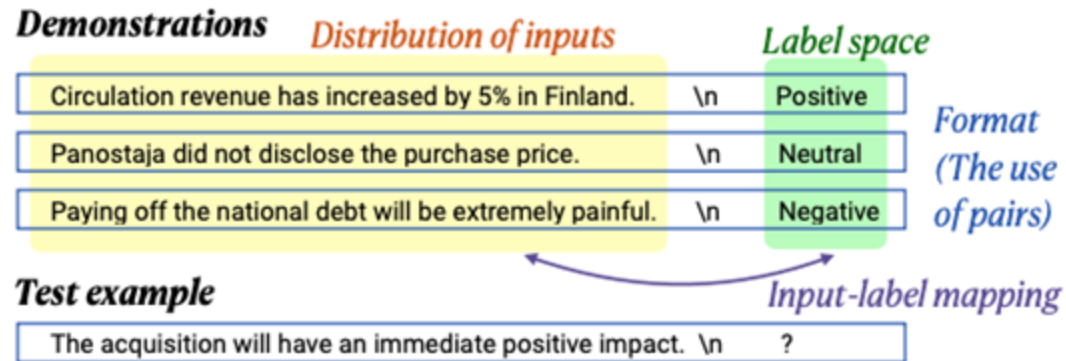 Demonstrations
Distribution of inputs
Label space
Circulation revenue has increased by 5% in Finland. \n Positive
Panostaja did not disclose the purchase price. \n Neutral
Paying off the national debt will be extremely painful. \n Negative
Format
(The use
of pairs)
Input-label mapping
Test example
The acquisition will have an immediate positive impact. \n ?